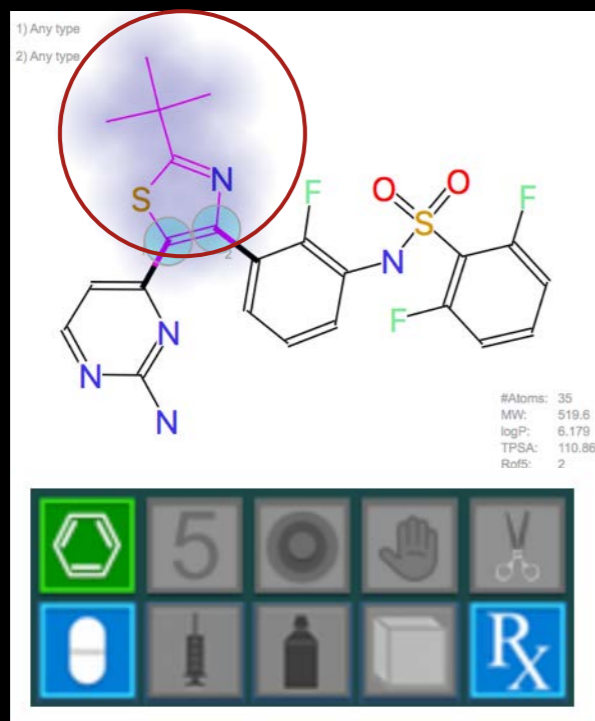 1) Any type
2) Any type
S
N
2
F
O
O
S
N
F
F
N
N
N
#Atoms: 35
MW: 519.6
logP: 6.179
TPSA: 110.86
Rof5: 2
5
Rx